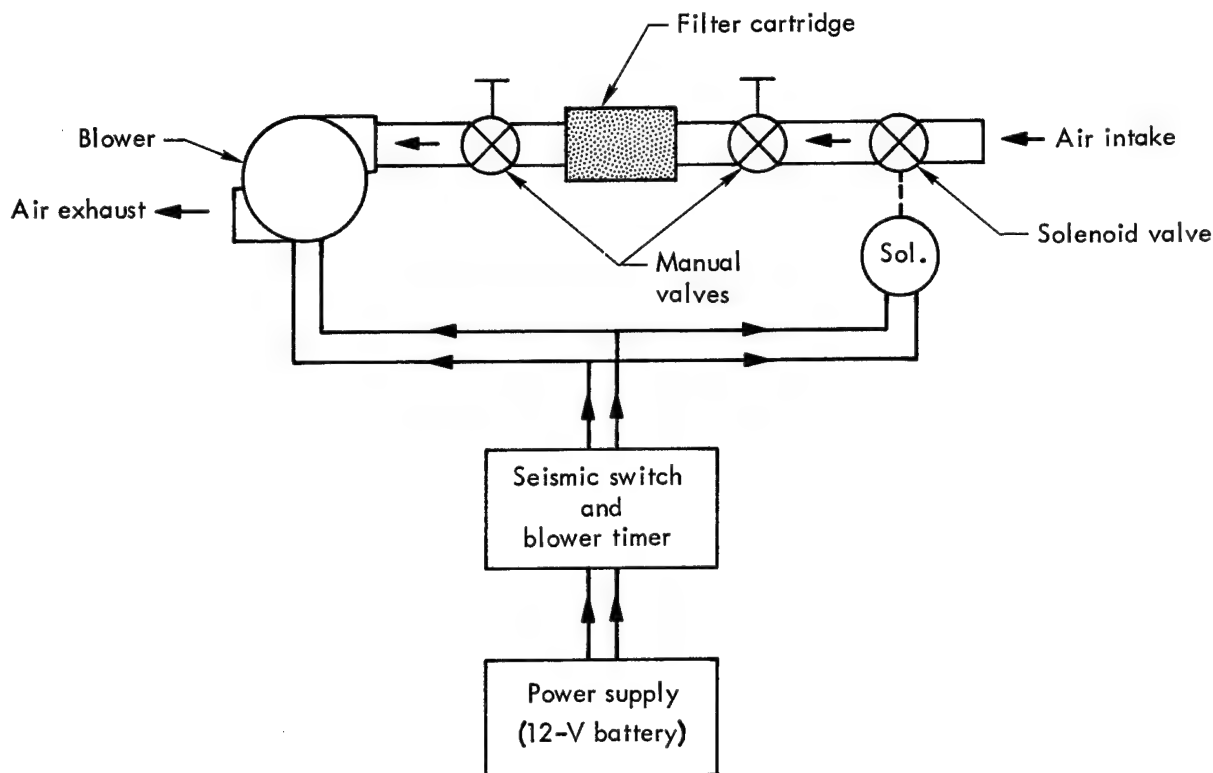 Filter cartridge
Blower
Air intake
Air exhaust
Solenoid valve
Sol.
Manual
valves
Seismic switch
and
blower timer
Power supply
(12-V battery)